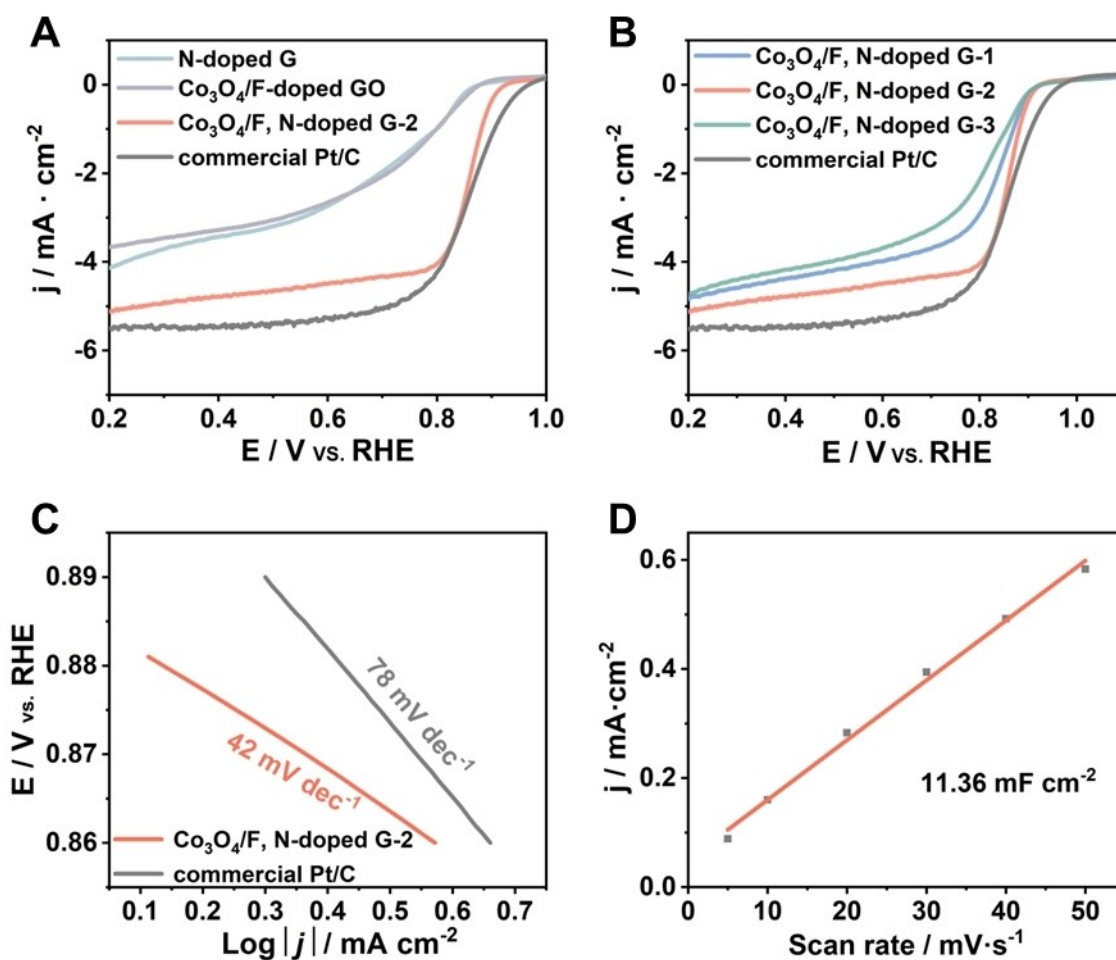 A
N-doped G
Co₃O₄/F-doped GO
Co₃O₄/F, N-doped G-2
commercial Pt/C
0
-2
-4
-6
j / mA · cm⁻²
0.2 0.4 0.6 0.8 1.0
E / V vs. RHE
B
Co₃O₄/F, N-doped G-1
Co₃O₄/F, N-doped G-2
Co₃O₄/F, N-doped G-3
commercial Pt/C
0
-2
-4
-6
j / mA · cm⁻²
0.2 0.4 0.6 0.8 1.0
E / V vs. RHE
C
0.89
0.88
0.87
0.86
E / V vs. RHE
78 mV dec⁻¹
42 mV dec⁻¹
Co₃O₄/F, N-doped G-2
commercial Pt/C
0.1 0.2 0.3 0.4 0.5 0.6 0.7
Log |j| / mA cm⁻²
D
0.6
0.4
0.2
0.0
j / mA·cm⁻²
11.36 mF cm⁻²
0 10 20 30 40 50
Scan rate / mV·s⁻¹